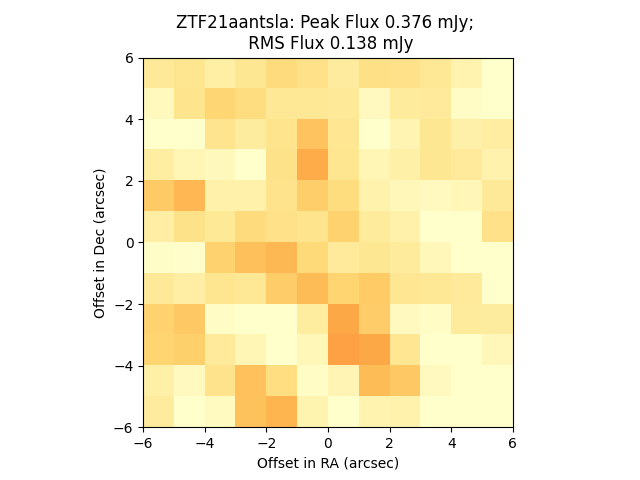 ZTF21aantsla: Peak Flux 0.376 mJy;
RMS Flux 0.138 mJy
6
4
2
0
−2
−4
−6
Offset in Dec (arcsec)
−6 −4 −2 0 2 4 6
Offset in RA (arcsec)